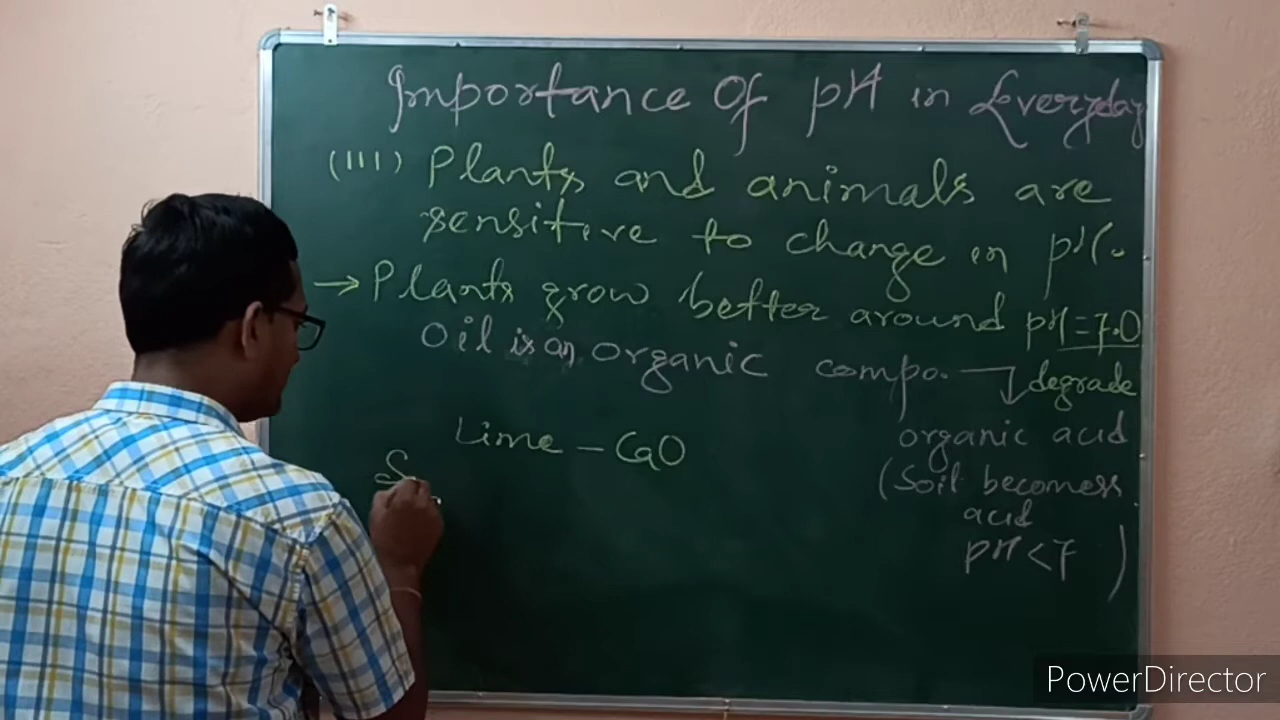 Importance Of pH in Everyday
(III) Plants and animals are
sensitive to change in pH.
→ Plants grow better around pH = 7.0
Oil is an organic compo. degrade
organic acid
(Soil becomess
acid
pH < 7 )
Lime - CaO
S
PowerDirector